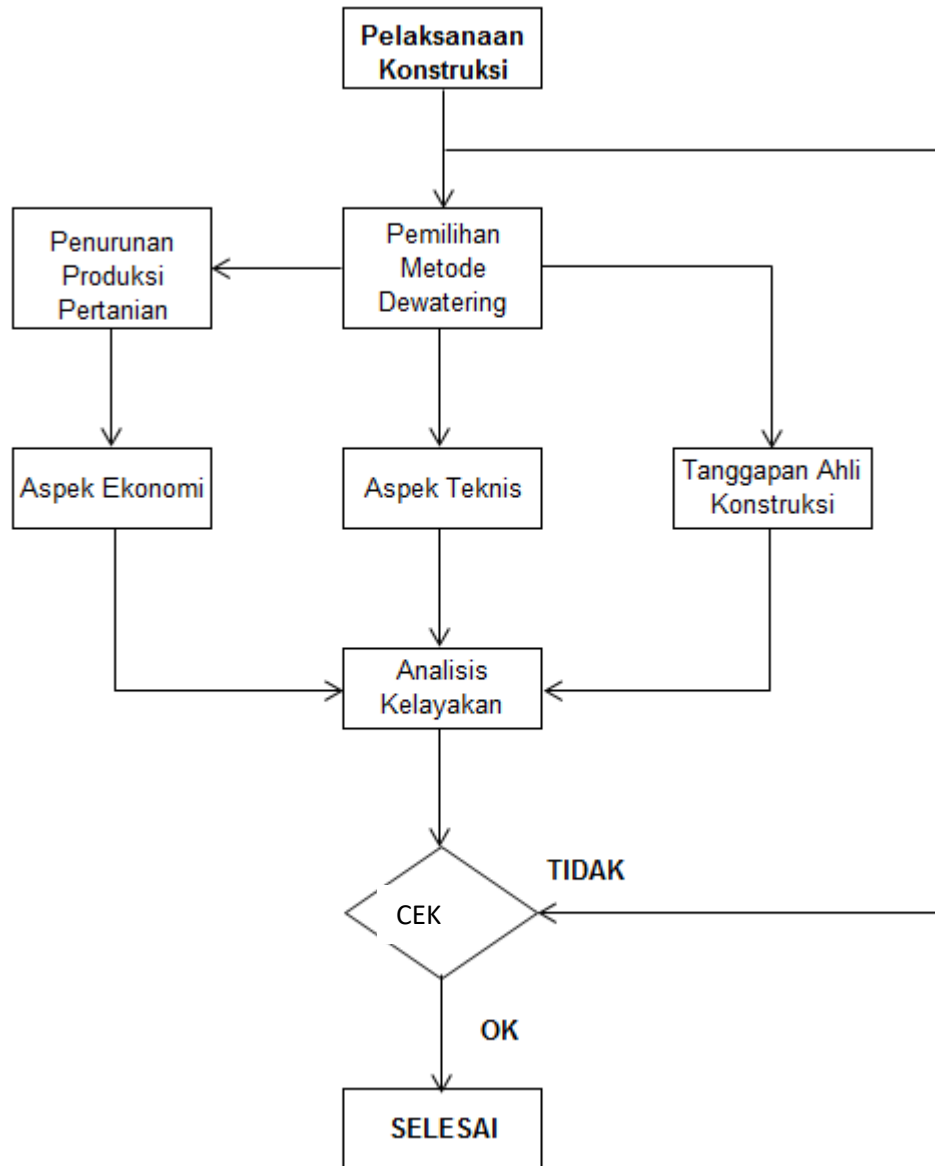 Pelaksanaan
Konstruksi
Penurunan
Produksi
Pertanian
Pemilihan
Metode
Dewatering
Aspek Ekonomi
Aspek Teknis
Tanggapan Ahli
Konstruksi
Analisis
Kelayakan
TIDAK
CEK
OK
SELESAI